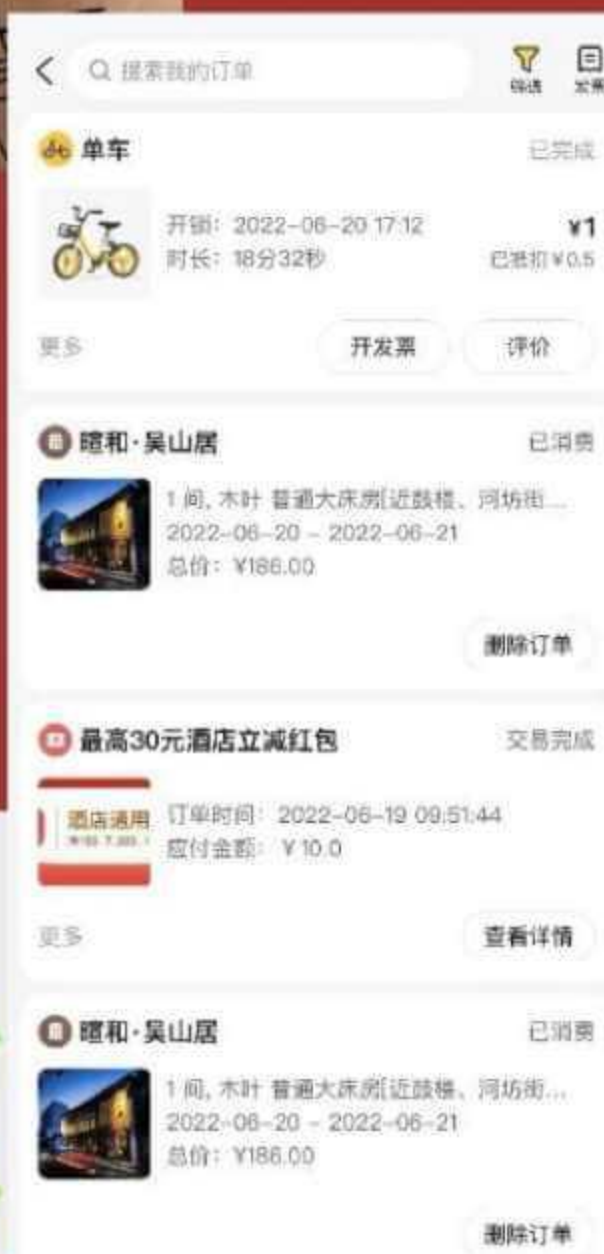 搜索我的订单
筛选
发票
单车
已完成
开锁：2022-06-20 17:12
¥1
时长：18分32秒
已抵扣¥0.5
更多
开发票
评价
暄和·吴山居
已消费
1 间, 木叶 普通大床房[近鼓楼、河坊街...
2022-06-20 - 2022-06-21
总价：¥186.00
删除订单
最高30元酒店立减红包
交易完成
酒店通用
订单时间：2022-06-19 09:51:44
应付金额：￥10.0
更多
查看详情
暄和·吴山居
已消费
1 间, 木叶 普通大床房[近鼓楼、河坊街...
2022-06-20 - 2022-06-21
总价：¥186.00
删除订单